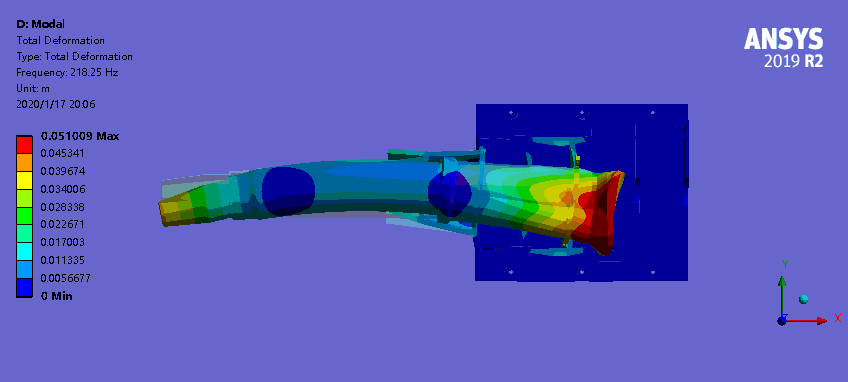 D: Modal
Total Deformation
Type: Total Deformation
Frequency: 218.25 Hz
Unit: m
2020/1/17 20:06
ANSYS
2019 R2
0.051009 Max
0.045341
0.039674
0.034006
0.028338
0.022671
0.017003
0.011335
0.0056677
0 Min
Y
Z
X